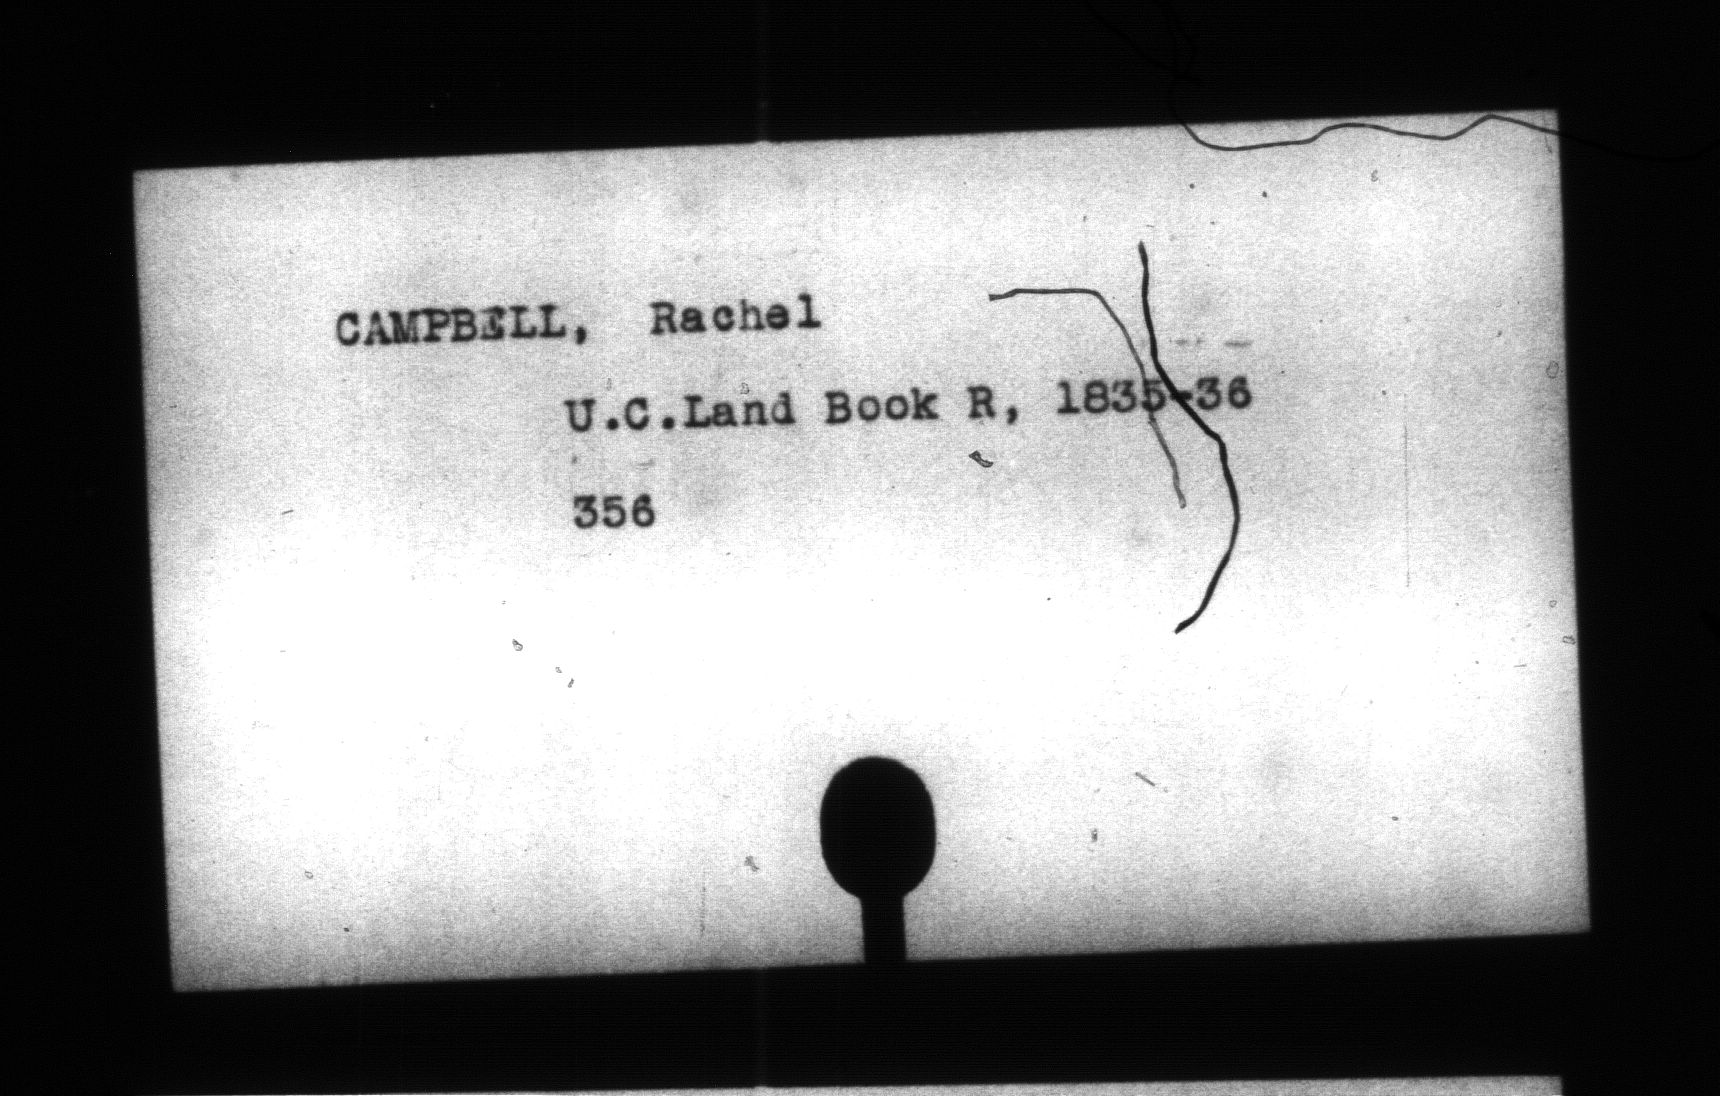 CAMPBELL, Rachel
U.C.Land Book R, 1835-36
356